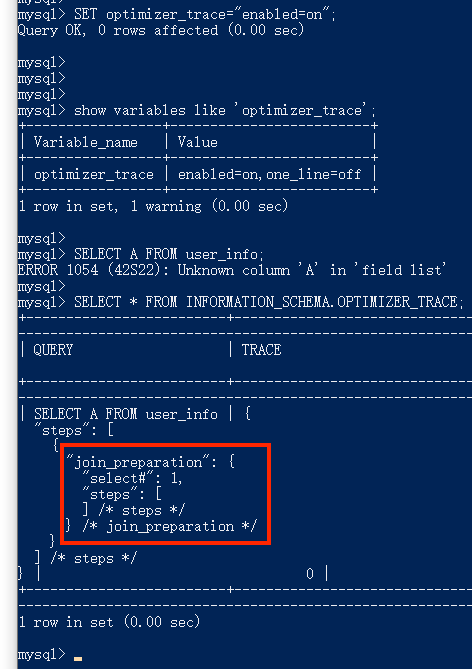 mysql> SET optimizer_trace="enabled=on";
Query OK, 0 rows affected (0.00 sec)
mysql>
mysql>
mysql>
mysql> show variables like 'optimizer_trace';
+-----------------+--------------------------+
| Variable_name | Value |
+-----------------+--------------------------+
| optimizer_trace | enabled=on,one_line=off |
+-----------------+--------------------------+
1 row in set, 1 warning (0.00 sec)
mysql>
mysql> SELECT A FROM user_info;
ERROR 1054 (42S22): Unknown column 'A' in 'field list'
mysql>
mysql> SELECT * FROM INFORMATION_SCHEMA.OPTIMIZER_TRACE;
| QUERY | TRACE
| SELECT A FROM user_info | {
"steps": [
{
"join_preparation": {
"select#": 1,
"steps": [
] /* steps */
} /* join_preparation */
}
] /* steps */
} | 0 |
1 row in set (0.00 sec)
mysql>